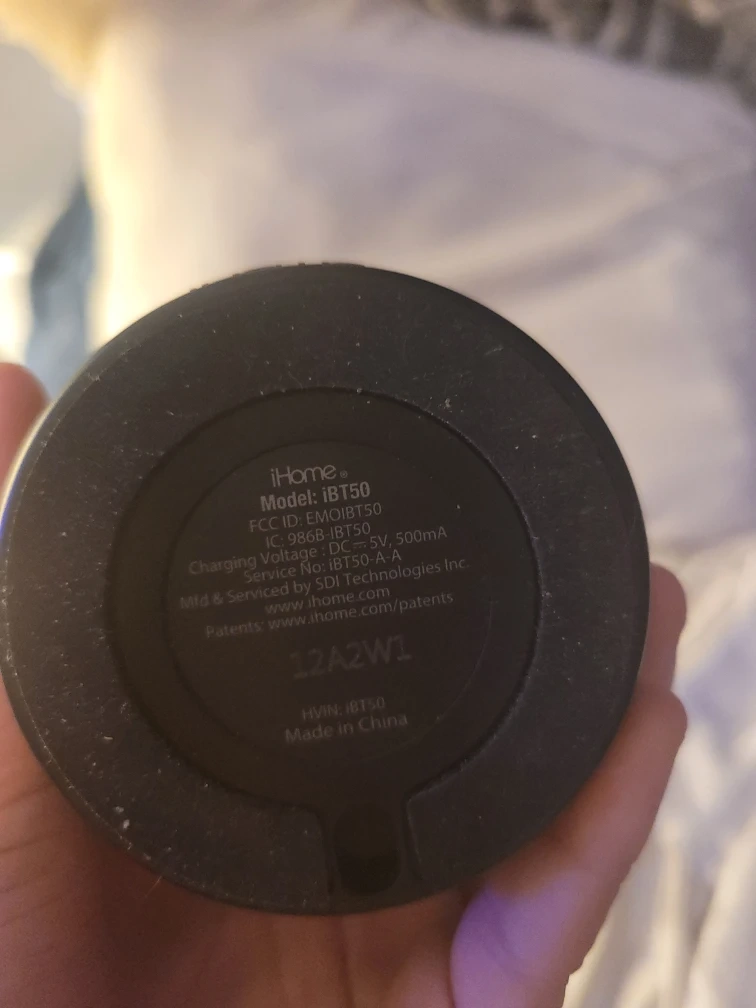 iHome®
Model: iBT50
FCC ID: EMOIBT50
IC: 986B-IBT50
Charging Voltage : DC⎓5V, 500mA
Service No: iBT50-A-A
Mfd & Serviced by SDI Technologies Inc.
www.ihome.com
Patents: www.ihome.com/patents
12A2W1
HVIN: iBT50
Made in China